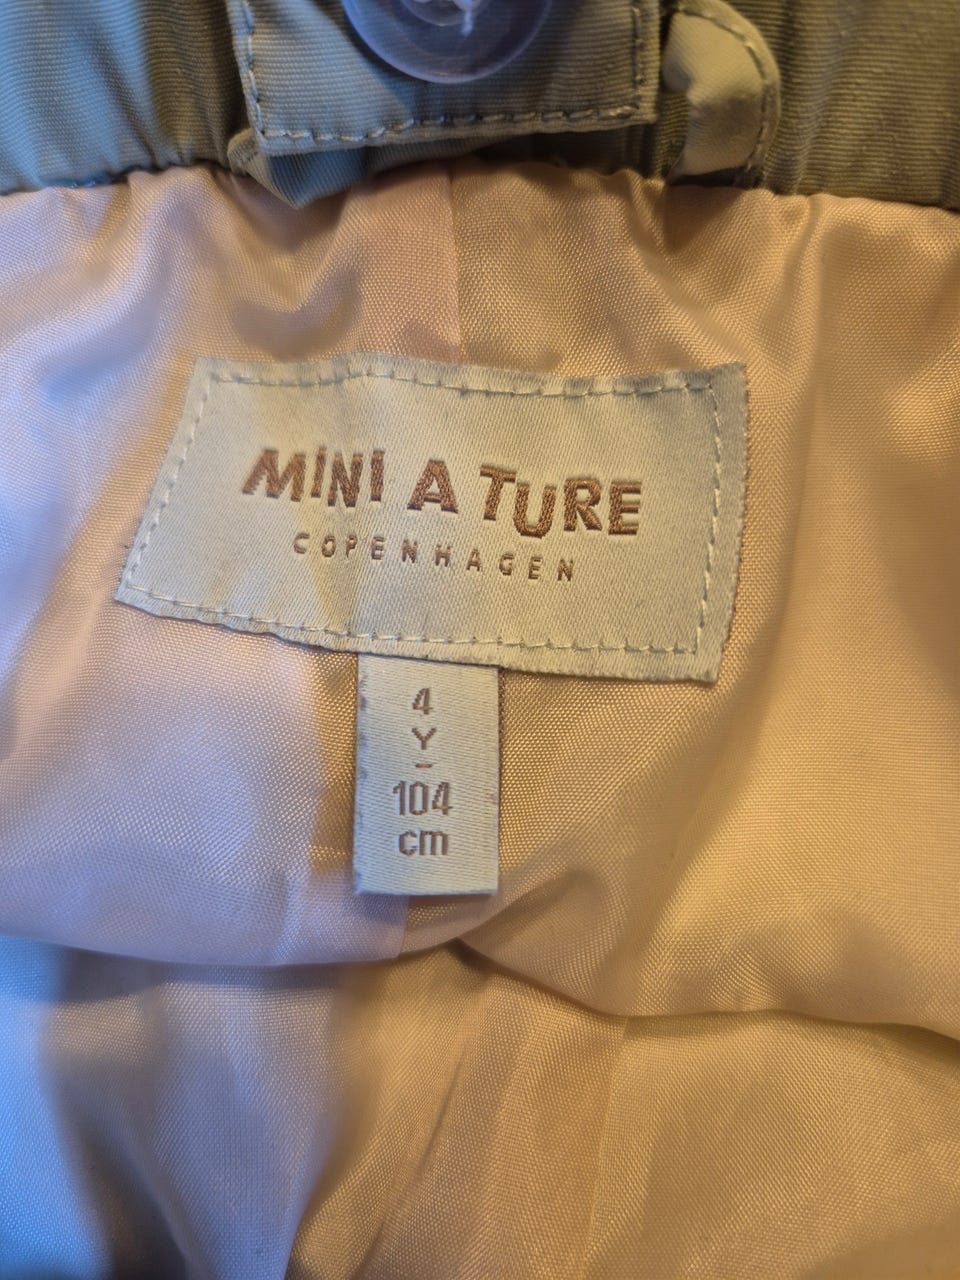 MiNi A TURE
COPENHAGEN
4
Y
-
104
cm